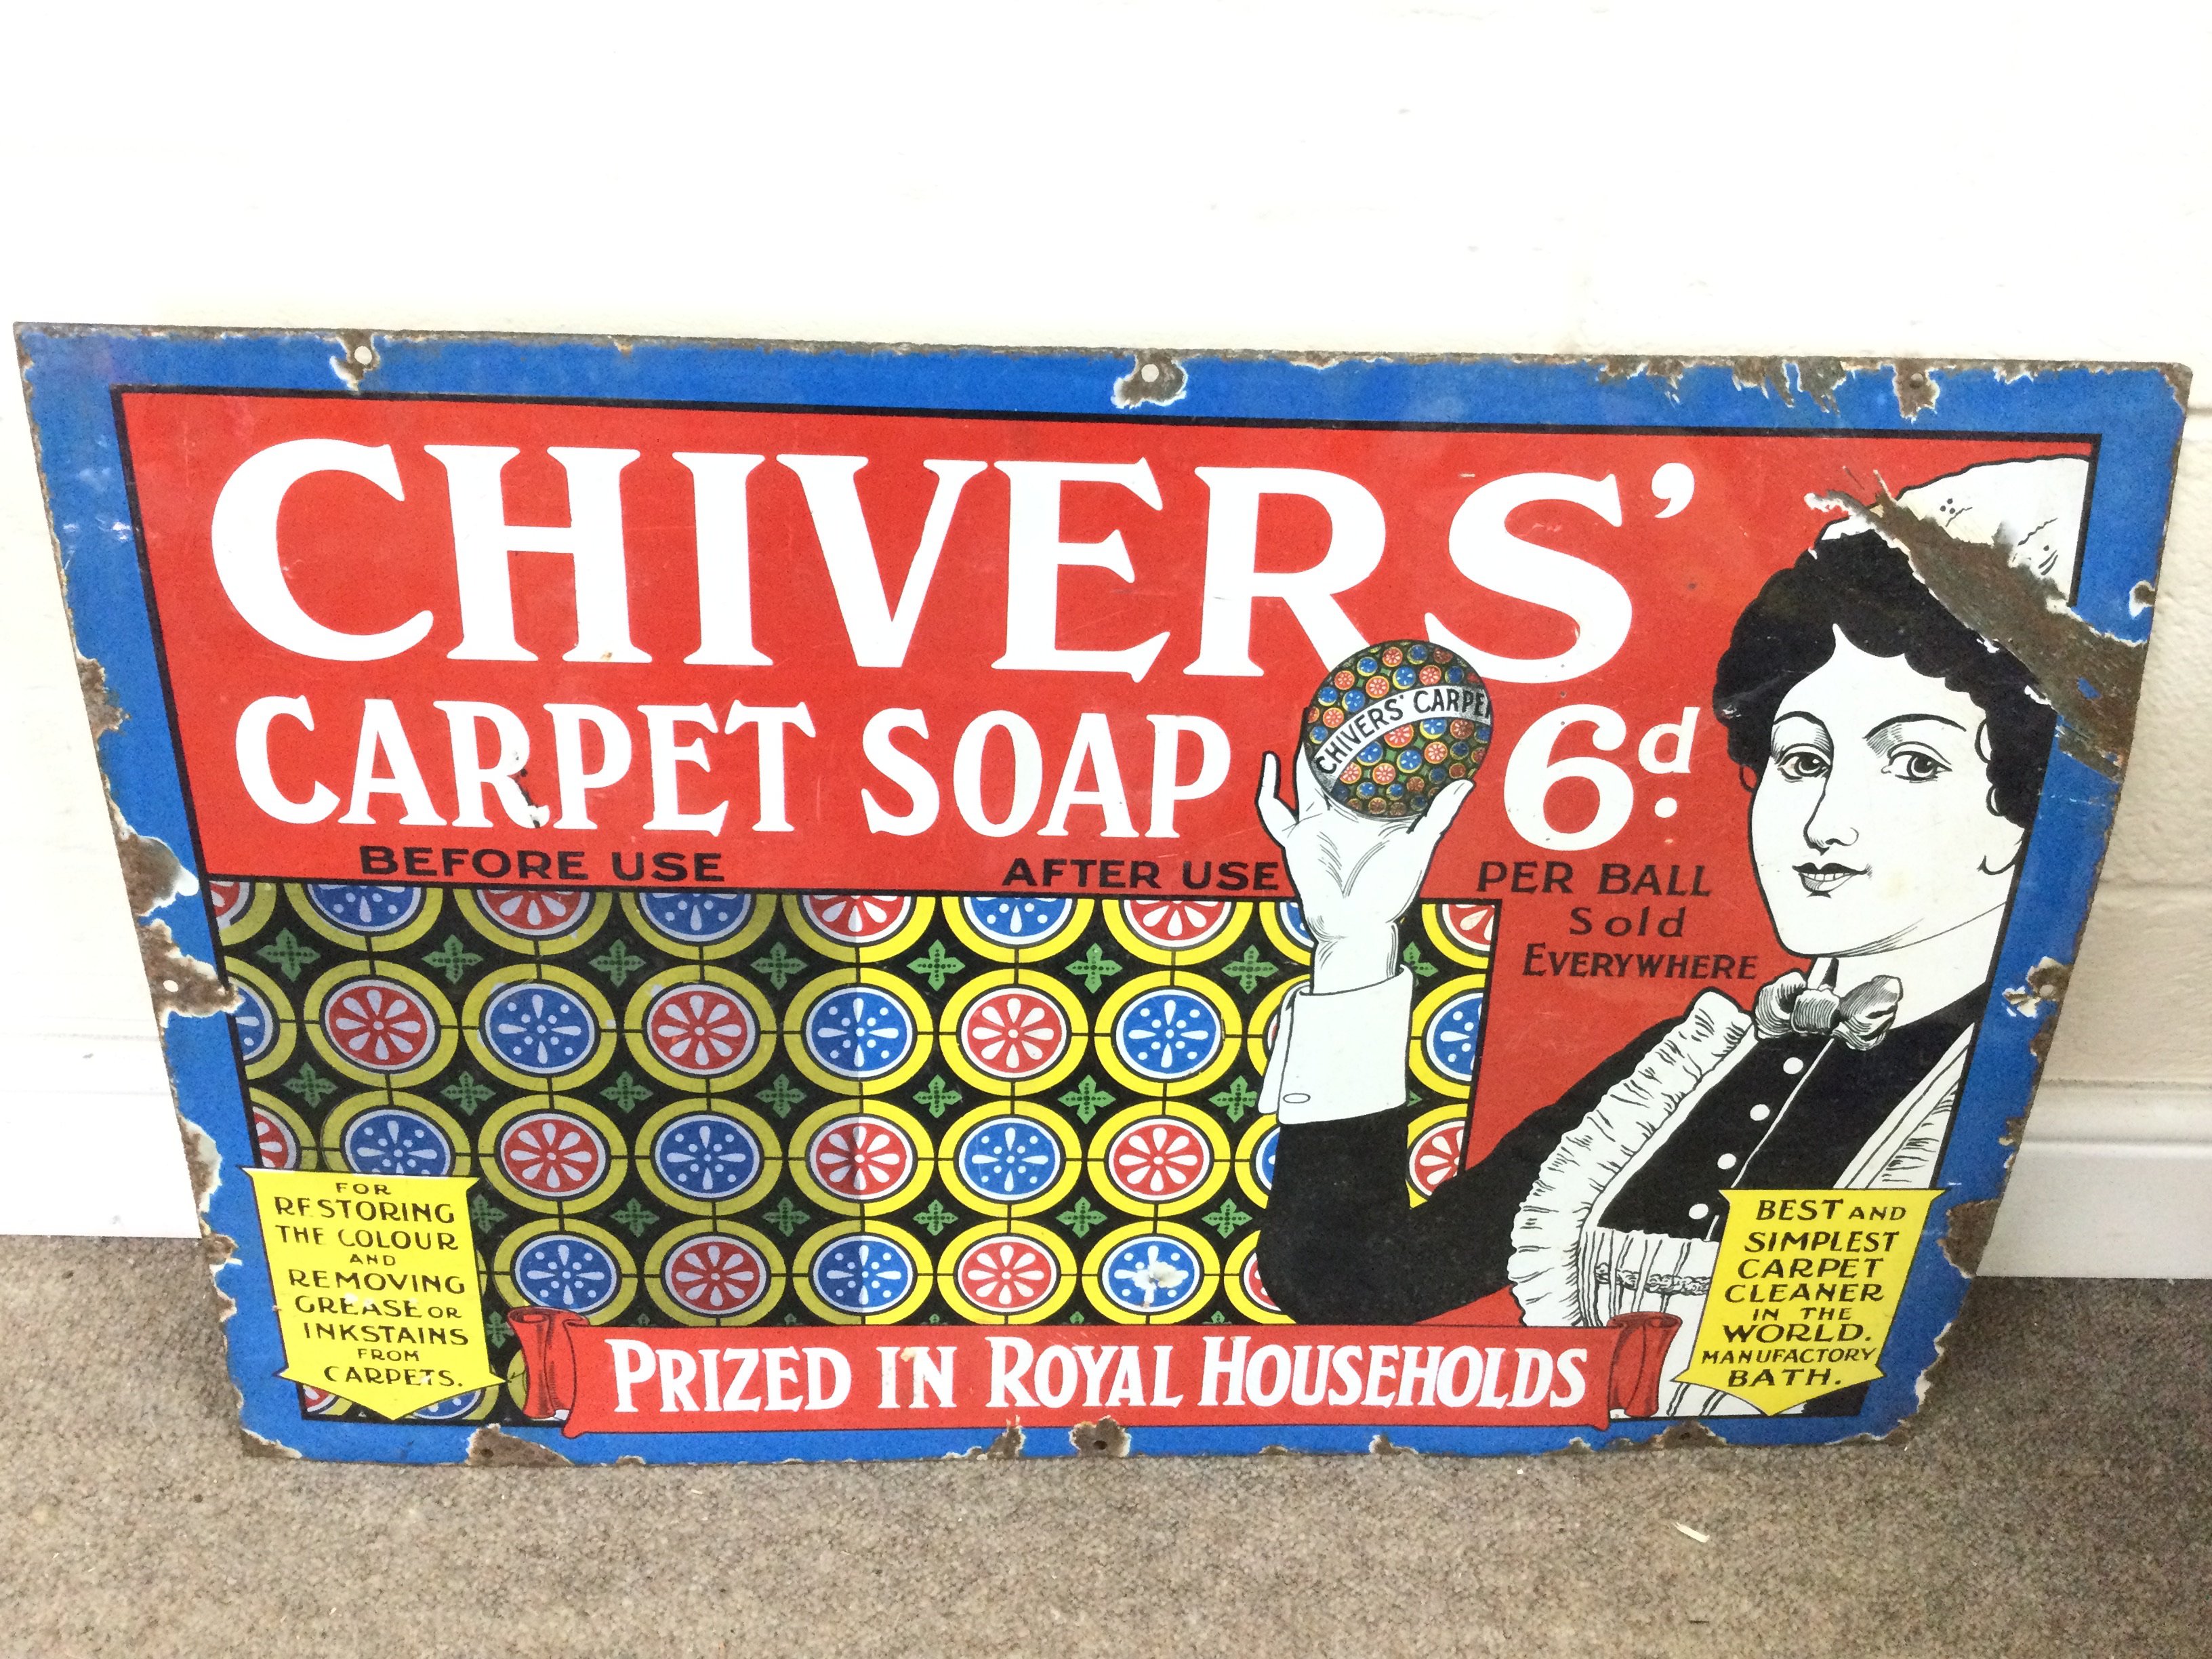 CHIVERS'
CARPET SOAP
CHIVERS' CARPE
6d.
BEFORE USE
AFTER USE
PER BALL
Sold
EVERYWHERE
FOR
RESTORING
THE COLOUR
AND
REMOVING
GREASE OR
INKSTAINS
FROM
CARPETS.
BEST AND
SIMPLEST
CARPET
CLEANER
IN THE
WORLD.
MANUFACTORY
BATH.
PRIZED IN ROYAL HOUSEHOLDS